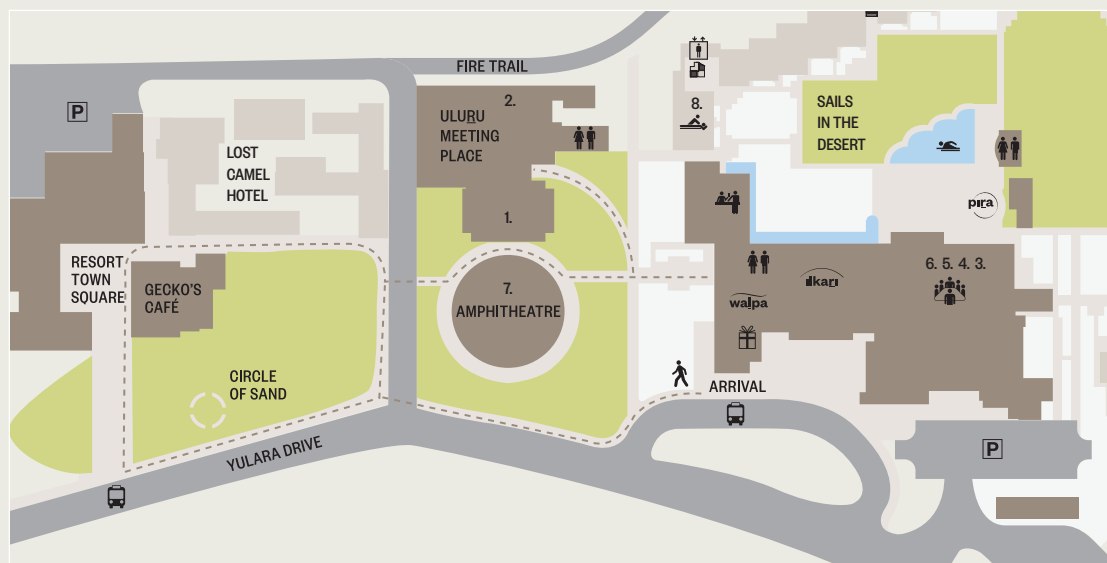 FIRE TRAIL
P
2.
ULURU
MEETING
PLACE
8.
SAILS
IN THE
DESERT
LOST
CAMEL
HOTEL
1.
pira
RESORT
TOWN
SQUARE
GECKO'S
CAFÉ
7.
AMPHITHEATRE
6. 5. 4. 3.
ilkari
walpa
CIRCLE
OF SAND
ARRIVAL
YULARA DRIVE
P